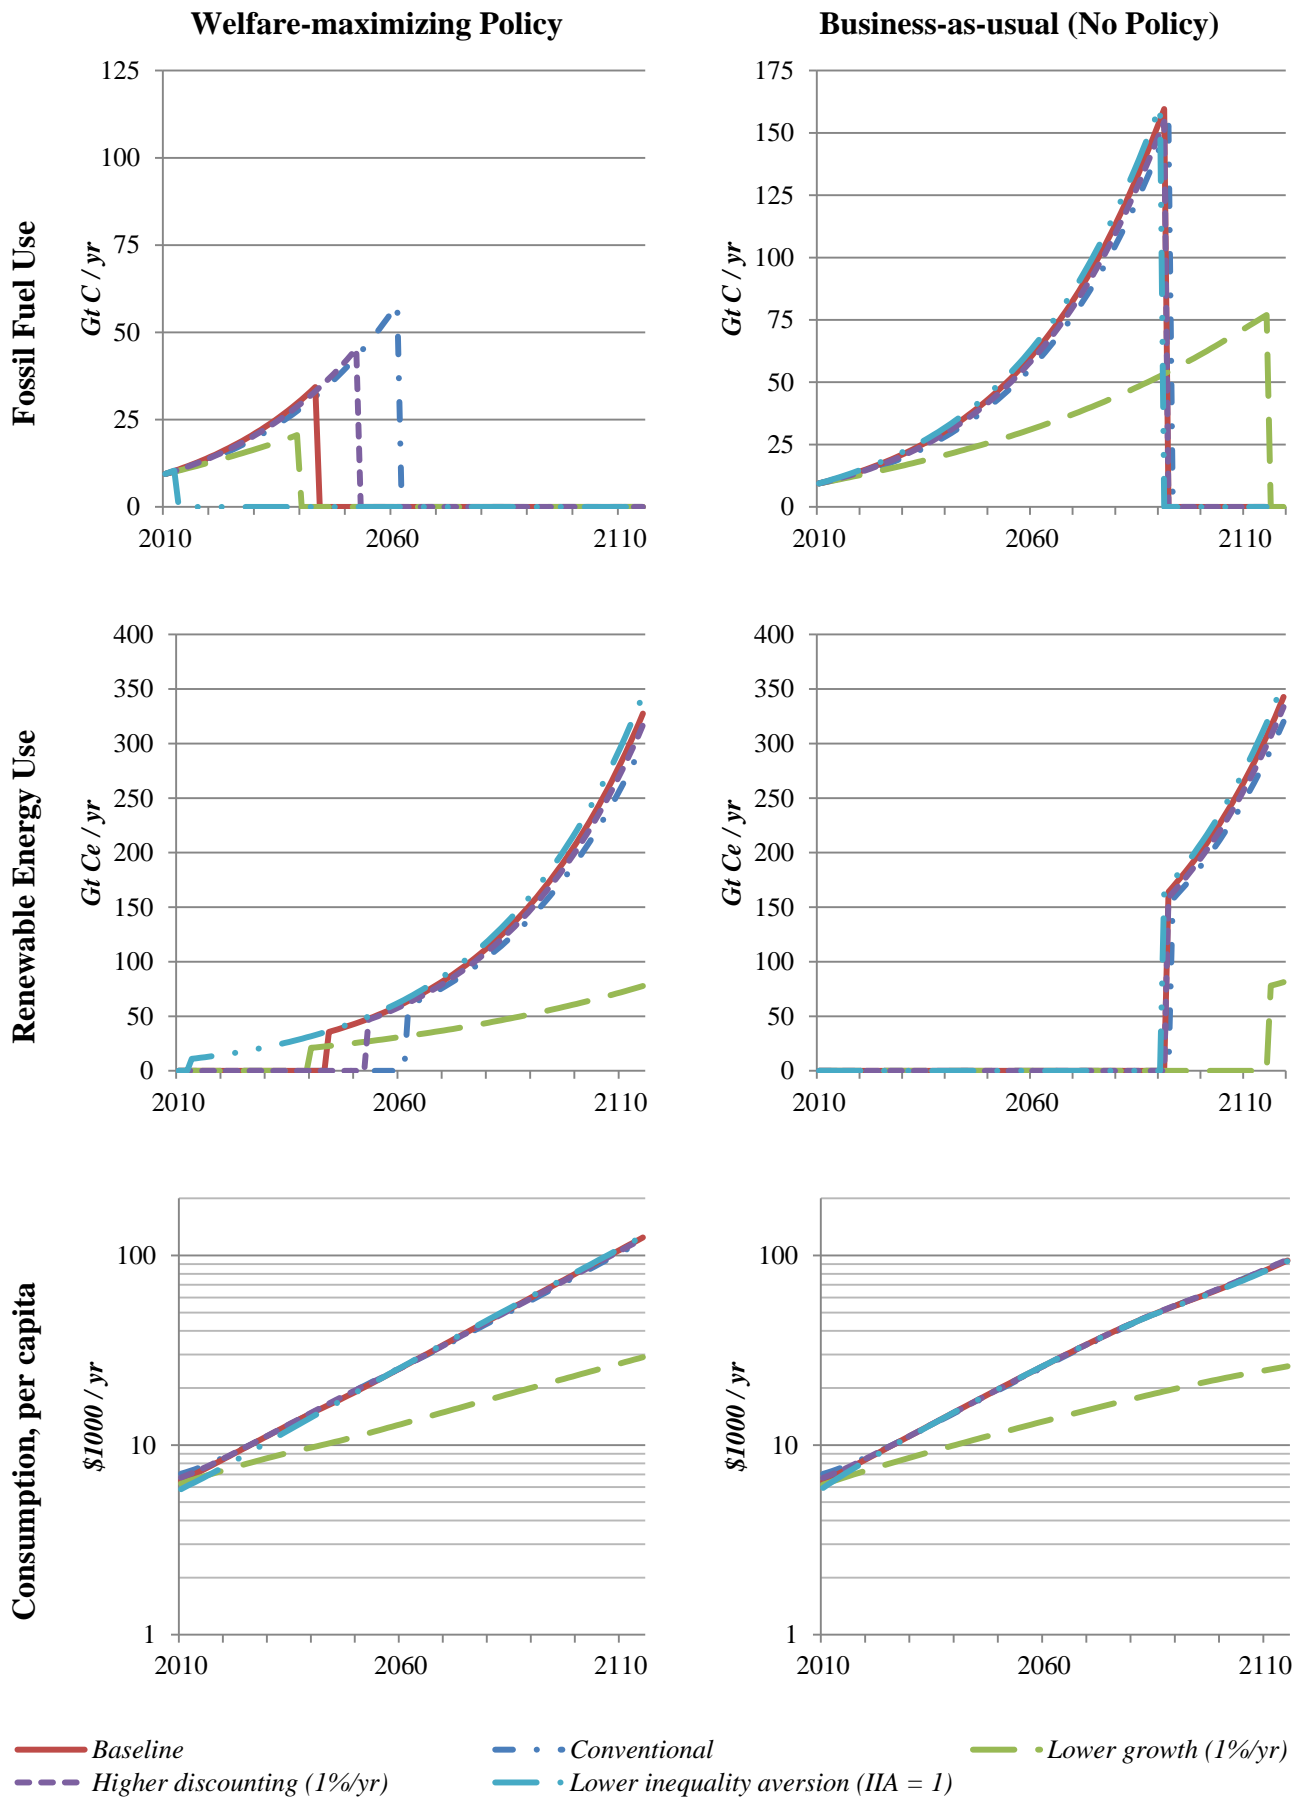 Welfare-maximizing Policy
Business-as-usual (No Policy)
Fossil Fuel Use
Gt C / yr
125
100
75
50
25
0
2010 2060 2110
Gt C / yr
175
150
125
100
75
50
25
0
2010 2060 2110
Renewable Energy Use
Gt Ce / yr
400
350
300
250
200
150
100
50
0
2010 2060 2110
Gt Ce / yr
400
350
300
250
200
150
100
50
0
2010 2060 2110
Consumption, per capita
$1000 / yr
100
10
1
2010 2060 2110
$1000 / yr
100
10
1
2010 2060 2110
Baseline Conventional Lower growth (1%/yr)
Higher discounting (1%/yr) Lower inequality aversion (IIA = 1)